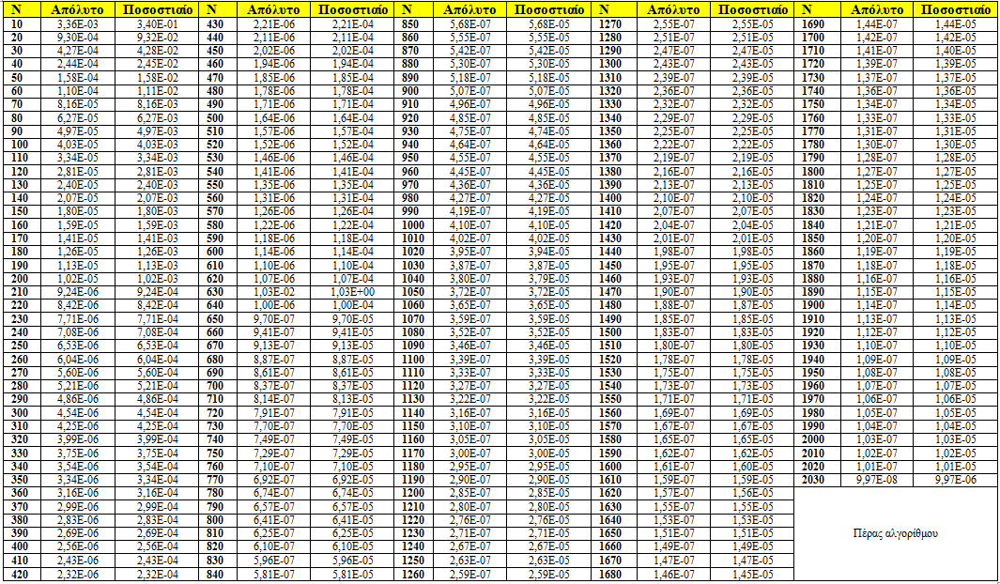 N Απόλυτο Ποσοστιαίο N Απόλυτο Ποσοστιαίο N Απόλυτο Ποσοστιαίο N Απόλυτο Ποσοστιαίο N Απόλυτο Ποσοστιαίο
10 3,36E-03 3,40E-01 430 2,21E-06 2,21E-04 850 5,68E-07 5,68E-05 1270 2,55E-07 2,55E-05 1690 1,44E-07 1,44E-05
20 9,30E-04 9,32E-02 440 2,11E-06 2,11E-04 860 5,55E-07 5,55E-05 1280 2,51E-07 2,51E-05 1700 1,42E-07 1,42E-05
30 4,27E-04 4,28E-02 450 2,02E-06 2,02E-04 870 5,42E-07 5,42E-05 1290 2,47E-07 2,47E-05 1710 1,41E-07 1,40E-05
40 2,44E-04 2,45E-02 460 1,94E-06 1,94E-04 880 5,30E-07 5,30E-05 1300 2,43E-07 2,43E-05 1720 1,39E-07 1,39E-05
50 1,58E-04 1,58E-02 470 1,85E-06 1,85E-04 890 5,18E-07 5,18E-05 1310 2,39E-07 2,39E-05 1730 1,37E-07 1,37E-05
60 1,10E-04 1,11E-02 480 1,78E-06 1,78E-04 900 5,07E-07 5,07E-05 1320 2,36E-07 2,36E-05 1740 1,36E-07 1,36E-05
70 8,16E-05 8,16E-03 490 1,71E-06 1,71E-04 910 4,96E-07 4,96E-05 1330 2,32E-07 2,32E-05 1750 1,34E-07 1,34E-05
80 6,27E-05 6,27E-03 500 1,64E-06 1,64E-04 920 4,85E-07 4,85E-05 1340 2,29E-07 2,29E-05 1760 1,33E-07 1,33E-05
90 4,97E-05 4,97E-03 510 1,57E-06 1,57E-04 930 4,75E-07 4,74E-05 1350 2,25E-07 2,25E-05 1770 1,31E-07 1,31E-05
100 4,03E-05 4,03E-03 520 1,52E-06 1,52E-04 940 4,64E-07 4,64E-05 1360 2,22E-07 2,22E-05 1780 1,30E-07 1,30E-05
110 3,34E-05 3,34E-03 530 1,46E-06 1,46E-04 950 4,55E-07 4,55E-05 1370 2,19E-07 2,19E-05 1790 1,28E-07 1,28E-05
120 2,81E-05 2,81E-03 540 1,41E-06 1,41E-04 960 4,45E-07 4,45E-05 1380 2,16E-07 2,16E-05 1800 1,27E-07 1,27E-05
130 2,40E-05 2,40E-03 550 1,35E-06 1,35E-04 970 4,36E-07 4,36E-05 1390 2,13E-07 2,13E-05 1810 1,25E-07 1,25E-05
140 2,07E-05 2,07E-03 560 1,31E-06 1,31E-04 980 4,27E-07 4,27E-05 1400 2,10E-07 2,10E-05 1820 1,24E-07 1,24E-05
150 1,80E-05 1,80E-03 570 1,26E-06 1,26E-04 990 4,19E-07 4,19E-05 1410 2,07E-07 2,07E-05 1830 1,23E-07 1,23E-05
160 1,59E-05 1,59E-03 580 1,22E-06 1,22E-04 1000 4,10E-07 4,10E-05 1420 2,04E-07 2,04E-05 1840 1,21E-07 1,21E-05
170 1,41E-05 1,41E-03 590 1,18E-06 1,18E-04 1010 4,02E-07 4,02E-05 1430 2,01E-07 2,01E-05 1850 1,20E-07 1,20E-05
180 1,26E-05 1,26E-03 600 1,14E-06 1,14E-04 1020 3,95E-07 3,94E-05 1440 1,98E-07 1,98E-05 1860 1,19E-07 1,19E-05
190 1,13E-05 1,13E-03 610 1,10E-06 1,10E-04 1030 3,87E-07 3,87E-05 1450 1,95E-07 1,95E-05 1870 1,18E-07 1,18E-05
200 1,02E-05 1,02E-03 620 1,07E-06 1,07E-04 1040 3,80E-07 3,79E-05 1460 1,93E-07 1,93E-05 1880 1,16E-07 1,16E-05
210 9,24E-06 9,24E-04 630 1,03E-02 1,03E+00 1050 3,72E-07 3,72E-05 1470 1,90E-07 1,90E-05 1890 1,15E-07 1,15E-05
220 8,42E-06 8,42E-04 640 1,00E-06 1,00E-04 1060 3,65E-07 3,65E-05 1480 1,88E-07 1,87E-05 1900 1,14E-07 1,14E-05
230 7,71E-06 7,71E-04 650 9,70E-07 9,70E-05 1070 3,59E-07 3,59E-05 1490 1,85E-07 1,85E-05 1910 1,13E-07 1,13E-05
240 7,08E-06 7,08E-04 660 9,41E-07 9,41E-05 1080 3,52E-07 3,52E-05 1500 1,83E-07 1,83E-05 1920 1,12E-07 1,12E-05
250 6,53E-06 6,53E-04 670 9,13E-07 9,13E-05 1090 3,46E-07 3,46E-05 1510 1,80E-07 1,80E-05 1930 1,10E-07 1,10E-05
260 6,04E-06 6,04E-04 680 8,87E-07 8,87E-05 1100 3,39E-07 3,39E-05 1520 1,78E-07 1,78E-05 1940 1,09E-07 1,09E-05
270 5,60E-06 5,60E-04 690 8,61E-07 8,61E-05 1110 3,33E-07 3,33E-05 1530 1,75E-07 1,75E-05 1950 1,08E-07 1,08E-05
280 5,21E-06 5,21E-04 700 8,37E-07 8,37E-05 1120 3,27E-07 3,27E-05 1540 1,73E-07 1,73E-05 1960 1,07E-07 1,07E-05
290 4,86E-06 4,86E-04 710 8,14E-07 8,13E-05 1130 3,22E-07 3,22E-05 1550 1,71E-07 1,71E-05 1970 1,06E-07 1,06E-05
300 4,54E-06 4,54E-04 720 7,91E-07 7,91E-05 1140 3,16E-07 3,16E-05 1560 1,69E-07 1,69E-05 1980 1,05E-07 1,05E-05
310 4,25E-06 4,25E-04 730 7,70E-07 7,70E-05 1150 3,10E-07 3,10E-05 1570 1,67E-07 1,67E-05 1990 1,04E-07 1,04E-05
320 3,99E-06 3,99E-04 740 7,49E-07 7,49E-05 1160 3,05E-07 3,05E-05 1580 1,65E-07 1,65E-05 2000 1,03E-07 1,03E-05
330 3,75E-06 3,75E-04 750 7,29E-07 7,29E-05 1170 3,00E-07 3,00E-05 1590 1,62E-07 1,62E-05 2010 1,02E-07 1,02E-05
340 3,54E-06 3,54E-04 760 7,10E-07 7,10E-05 1180 2,95E-07 2,95E-05 1600 1,61E-07 1,60E-05 2020 1,01E-07 1,01E-05
350 3,34E-06 3,34E-04 770 6,92E-07 6,92E-05 1190 2,90E-07 2,90E-05 1610 1,59E-07 1,59E-05 2030 9,97E-08 9,97E-06
360 3,16E-06 3,16E-04 780 6,74E-07 6,74E-05 1200 2,85E-07 2,85E-05 1620 1,57E-07 1,56E-05
370 2,99E-06 2,99E-04 790 6,57E-07 6,57E-05 1210 2,80E-07 2,80E-05 1630 1,55E-07 1,55E-05
380 2,83E-06 2,83E-04 800 6,41E-07 6,41E-05 1220 2,76E-07 2,76E-05 1640 1,53E-07 1,53E-05
390 2,69E-06 2,69E-04 810 6,25E-07 6,25E-05 1230 2,71E-07 2,71E-05 1650 1,51E-07 1,51E-05 Πέρας αλγορίθμου
400 2,56E-06 2,56E-04 820 6,10E-07 6,10E-05 1240 2,67E-07 2,67E-05 1660 1,49E-07 1,49E-05
410 2,43E-06 2,43E-04 830 5,96E-07 5,96E-05 1250 2,63E-07 2,63E-05 1670 1,47E-07 1,47E-05
420 2,32E-06 2,32E-04 840 5,81E-07 5,81E-05 1260 2,59E-07 2,59E-05 1680 1,46E-07 1,45E-05